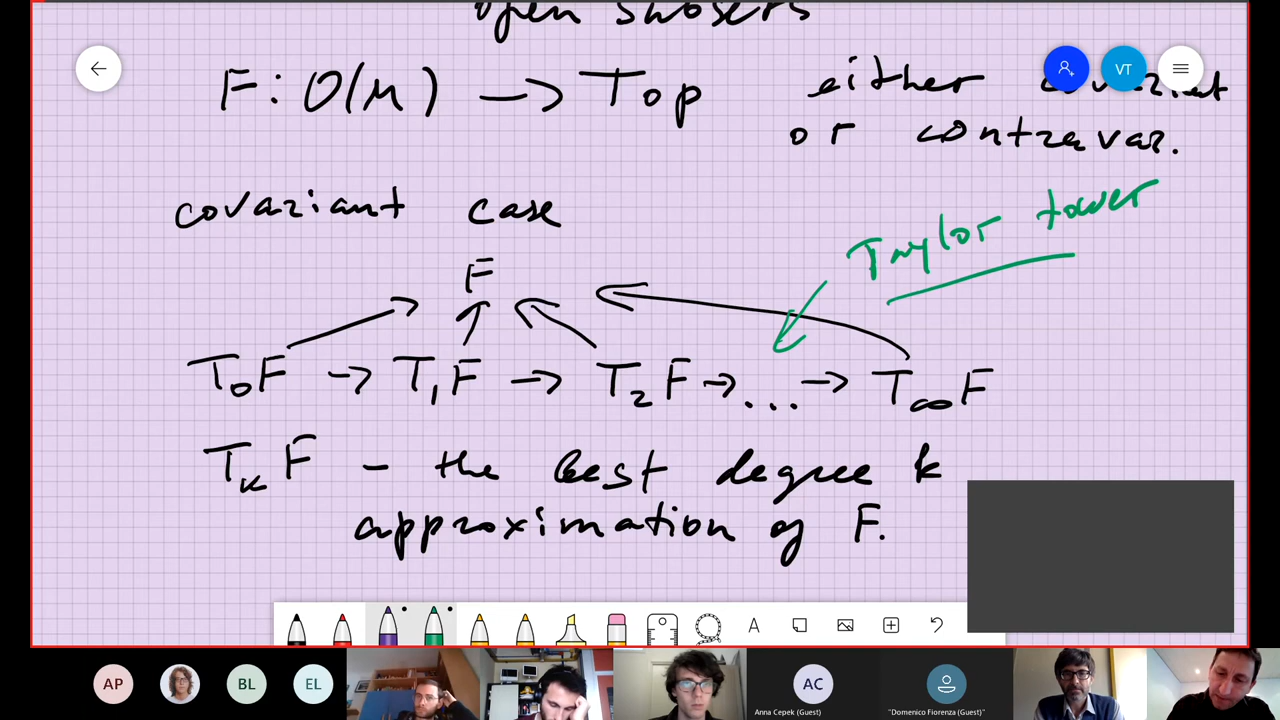 open subsets
F: O(M) → Top either covariant
or contravar.
covariant case
Taylor tower
F
T₀F → T₁F → T₂F → ... → T∞F
TₖF - the best degree k
approximation of F.
VT
A
AP
BL
EL
AC
Anna Cepek (Guest)
"Domenico Fiorenza (Guest)"